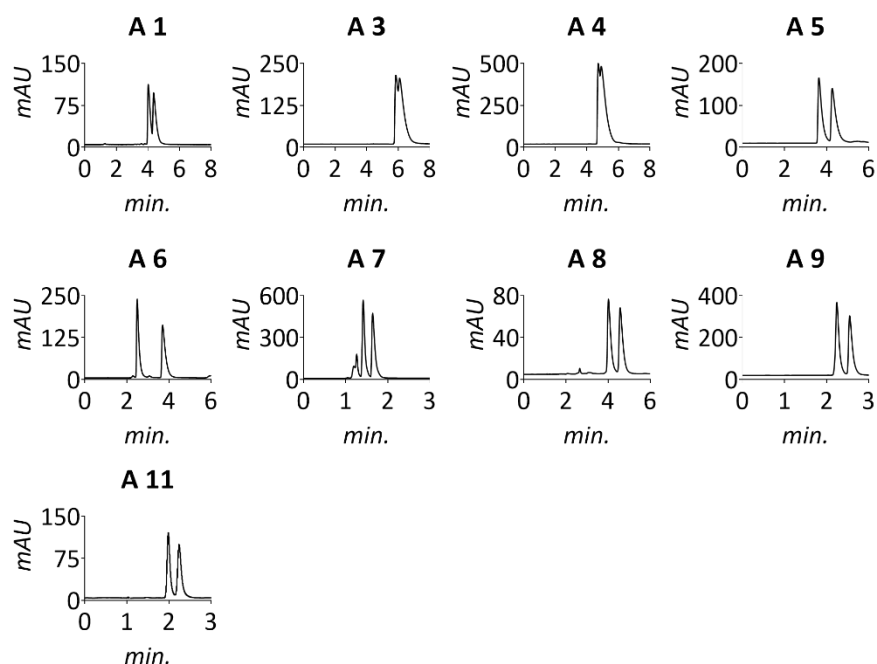 A 1 A 3 A 4 A 5
150 250 500 200
mAU 75 mAU 125 mAU 250 mAU 100
0 0 0 0
0 2 4 6 8 0 2 4 6 8 0 2 4 6 8 0 2 4 6
min. min. min. min.
A 6 A 7 A 8 A 9
250 600 80 400
mAU 125 mAU 300 mAU 40 mAU 200
0 0 0 0
0 2 4 6 0 1 2 3 0 2 4 6 0 1 2 3
min. min. min. min.
A 11
150
mAU 75
0
0 1 2 3
min.